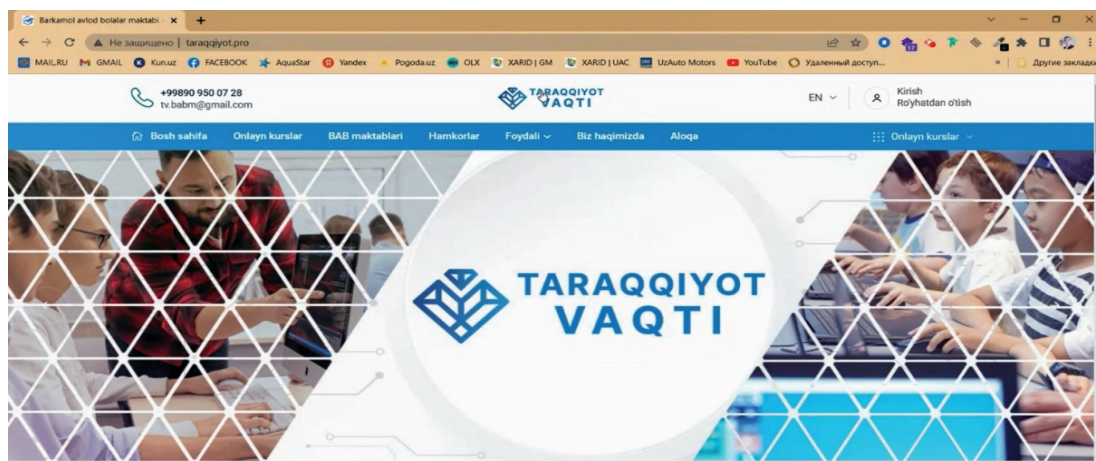 Barkamol avlod bolalar maktabi -
Не защищено | taraqqiyot.pro
17
MAIL.RU GMAIL Kun.uz FACEBOOK AquaStar Yandex Pogoda.uz OLX XARID | GM XARID | UAC UzAuto Motors YouTube Удаленный доступ... » Другие закладки
+99890 950 07 28
tv.babm@gmail.com
TARAQQIYOT
VAQTI
EN
Kirish
Ro'yhatdan o'tish
Bosh sahifa Onlayn kurslar BAB maktablari Hamkorlar Foydali Biz haqimizda Aloqa Onlayn kurslar
TARAQQIYOT
VAQTI